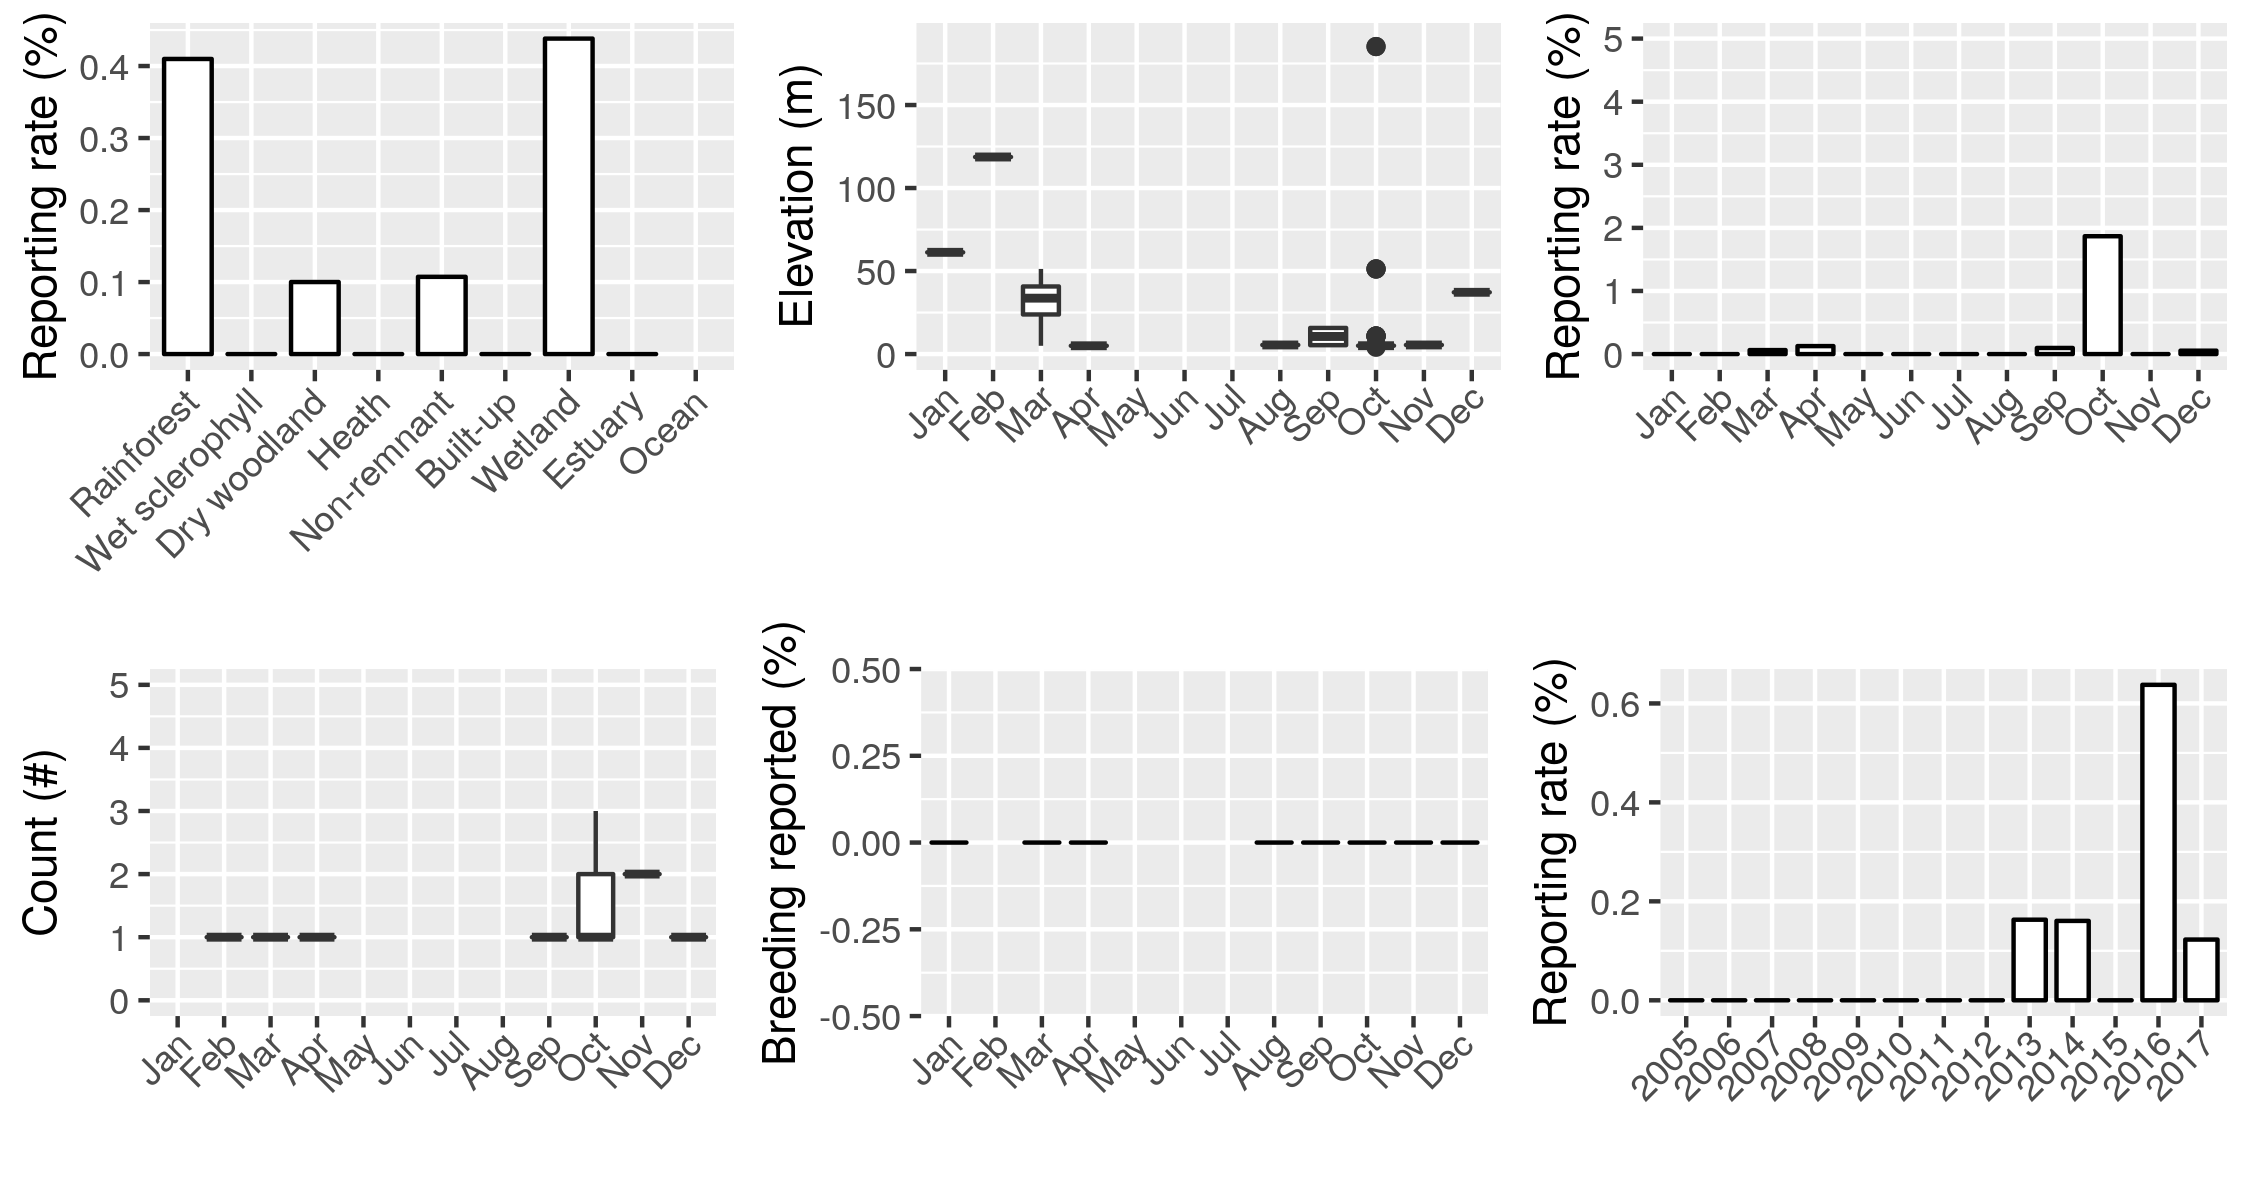 Reporting rate (%)
0.4
0.3
0.2
0.1
0.0
Rainforest
Wet sclerophyll
Dry woodland
Heath
Non-remnant
Built-up
Wetland
Estuary
Ocean
Elevation (m)
150
100
50
0
Jan
Feb
Mar
Apr
May
Jun
Jul
Aug
Sep
Oct
Nov
Dec
Reporting rate (%)
5
4
3
2
1
0
Jan
Feb
Mar
Apr
May
Jun
Jul
Aug
Sep
Oct
Nov
Dec
Count (#)
5
4
3
2
1
0
Jan
Feb
Mar
Apr
May
Jun
Jul
Aug
Sep
Oct
Nov
Dec
Breeding reported (%)
0.50
0.25
0.00
-0.25
-0.50
Jan
Feb
Mar
Apr
May
Jun
Jul
Aug
Sep
Oct
Nov
Dec
Reporting rate (%)
0.6
0.4
0.2
0.0
2005
2006
2007
2008
2009
2010
2011
2012
2013
2014
2015
2016
2017